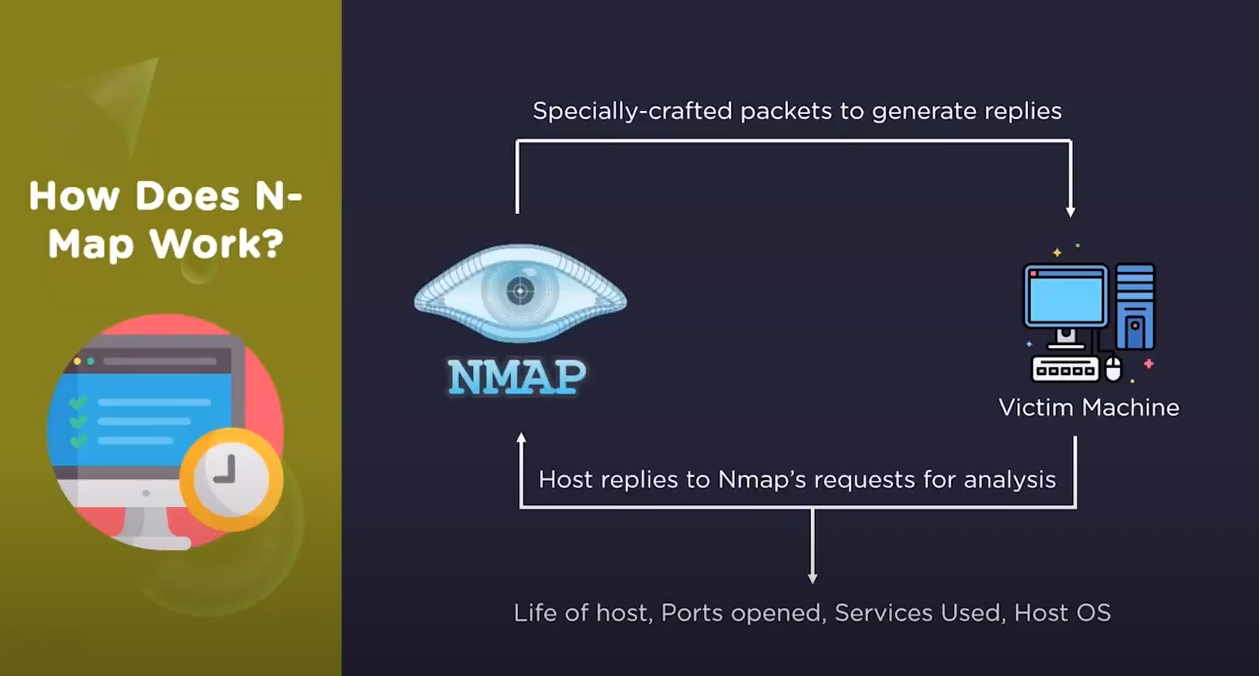 How Does N-
Map Work?
Specially-crafted packets to generate replies
NMAP
Victim Machine
Host replies to Nmap's requests for analysis
Life of host, Ports opened, Services Used, Host OS